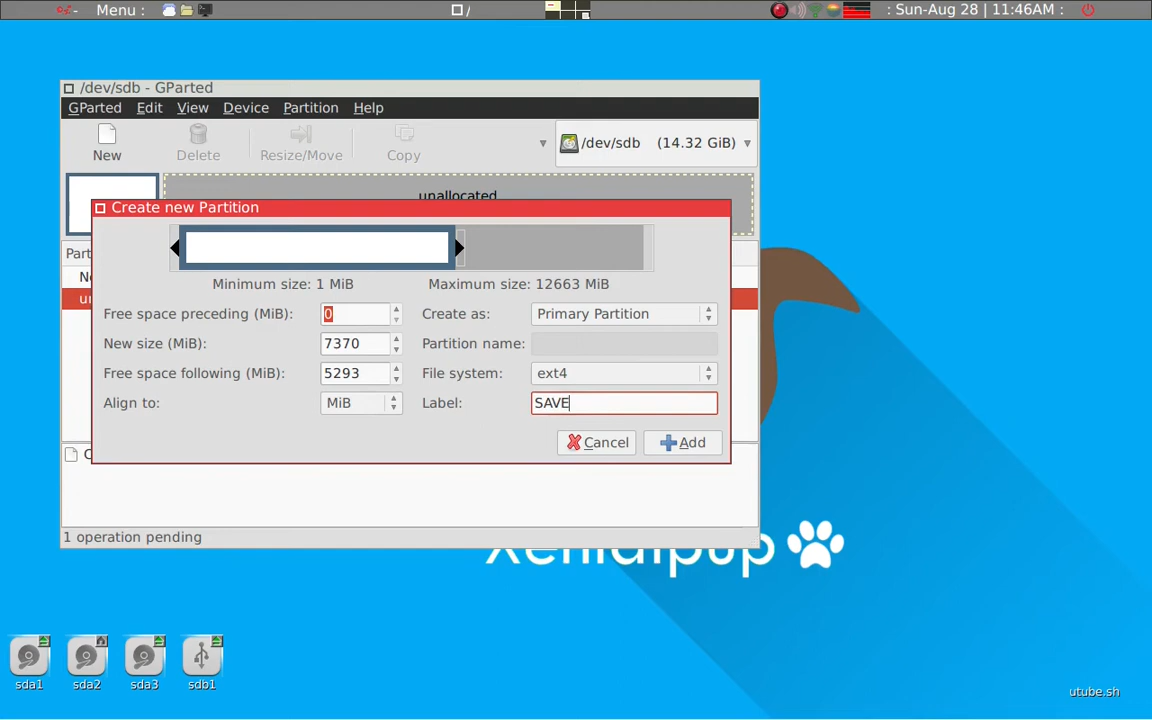 Menu :
/
: Sun-Aug 28 | 11:46AM :
/dev/sdb - GParted
GParted Edit View Device Partition Help
New Delete Resize/Move Copy
/dev/sdb (14.32 GiB)
unallocated
Create new Partition
Minimum size: 1 MiB Maximum size: 12663 MiB
Free space preceding (MiB): 0 Create as: Primary Partition
New size (MiB): 7370 Partition name:
Free space following (MiB): 5293 File system: ext4
Align to: MiB Label: SAVE
Cancel Add
1 operation pending
sda1 sda2 sda3 sdb1
utube.sh